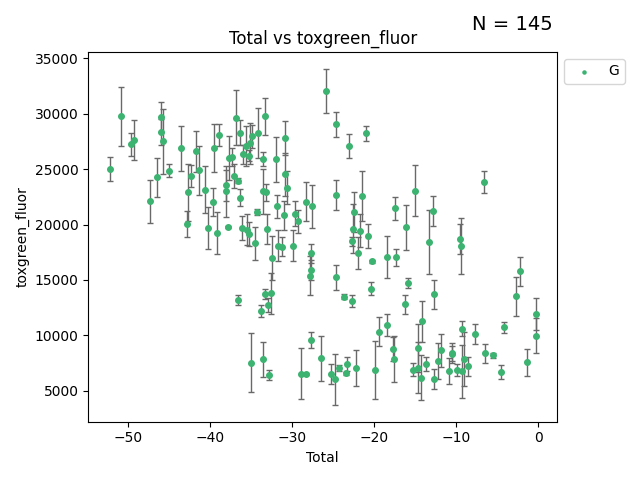 N = 145
Total vs toxgreen_fluor
G
toxgreen_fluor
35000
30000
25000
20000
15000
10000
5000
−50 −40 −30 −20 −10 0
Total